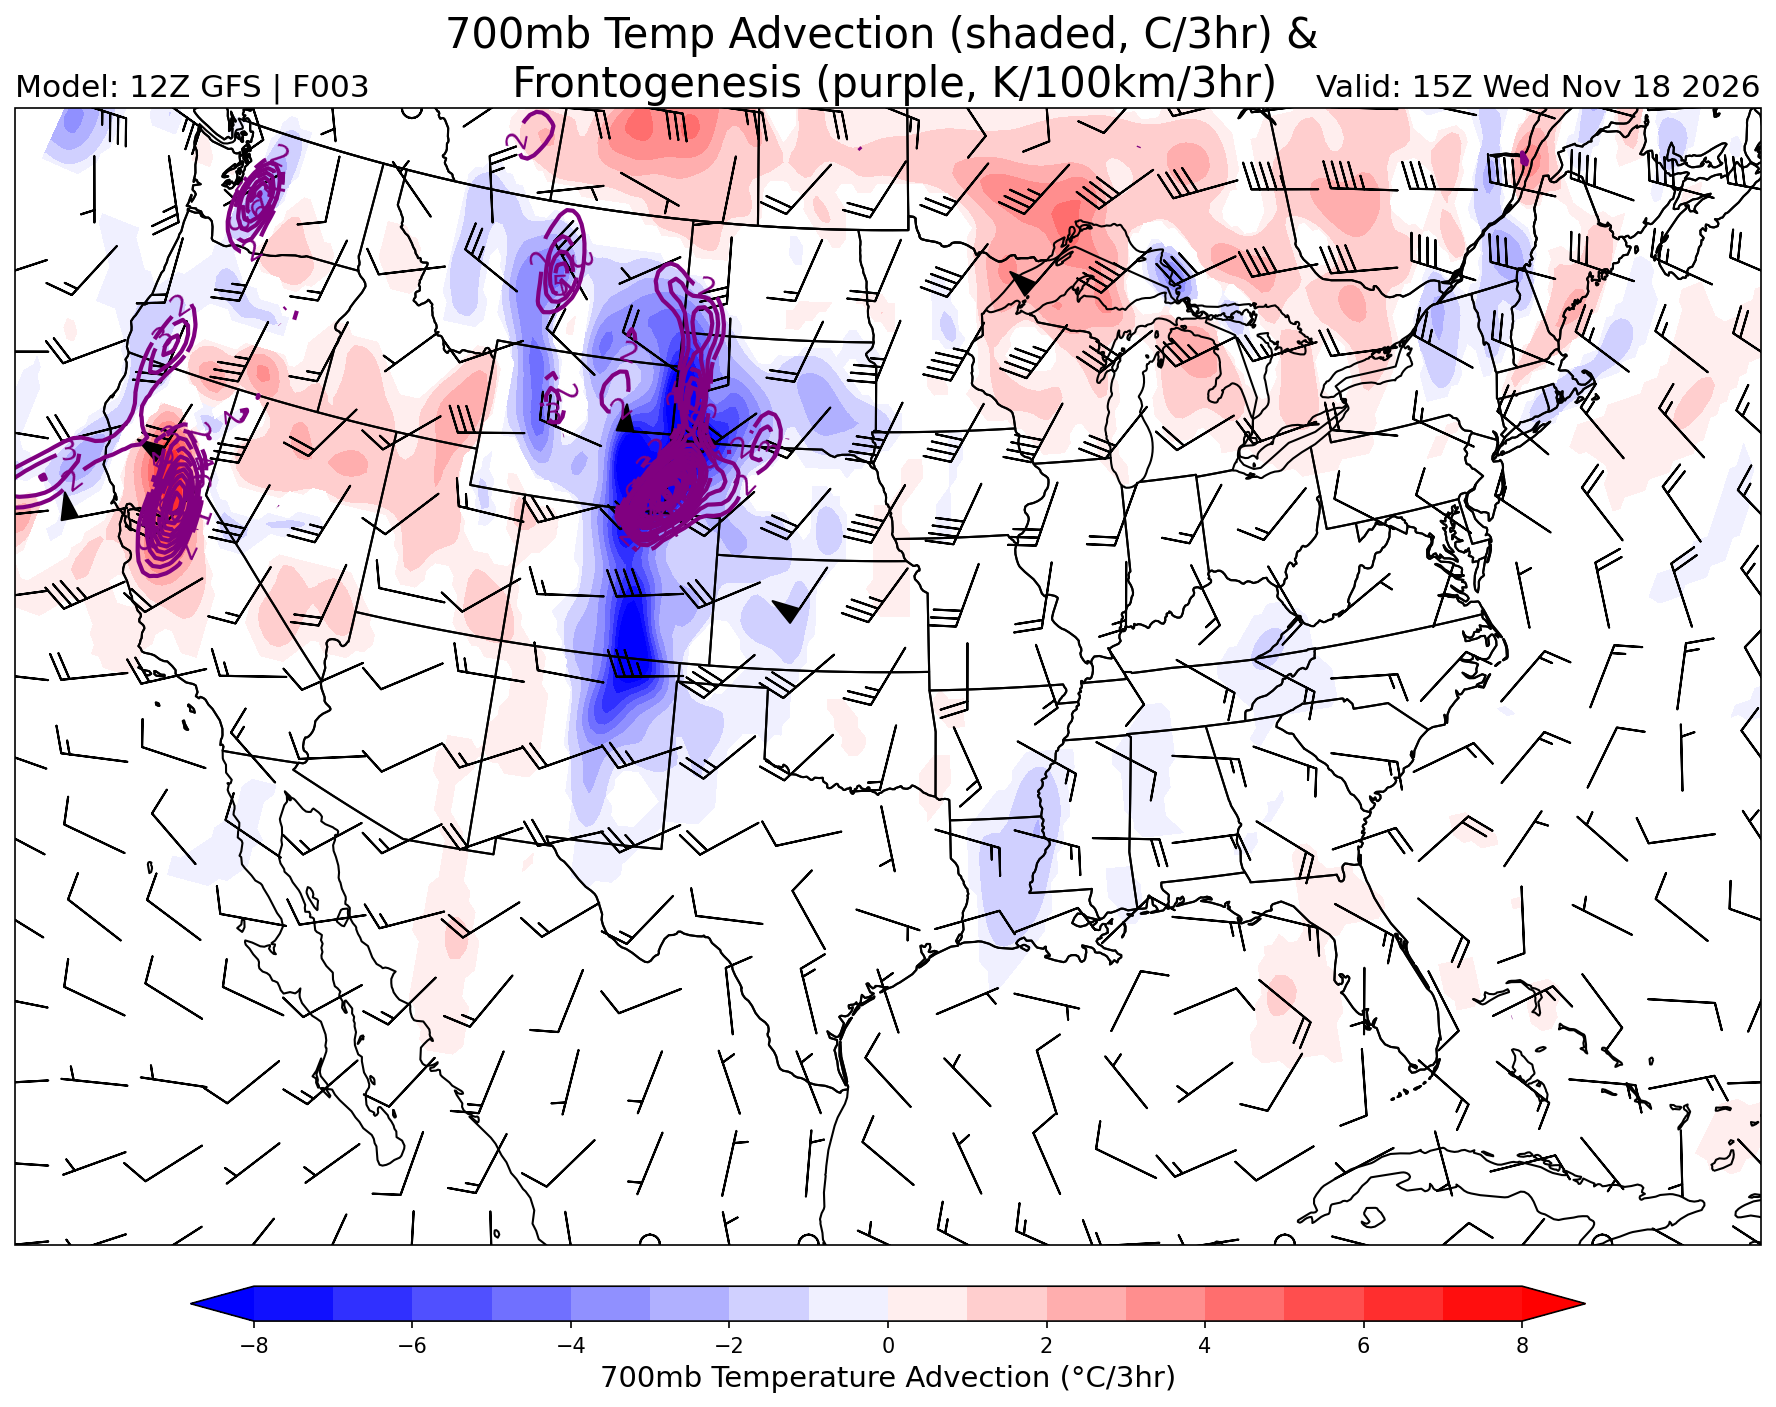 700mb Temp Advection (shaded, C/3hr) &
Frontogenesis (purple, K/100km/3hr)
Model: 12Z GFS | F003
Valid: 15Z Wed Nov 18 2026
−8 −6 −4 −2 0 2 4 6 8
700mb Temperature Advection (°C/3hr)